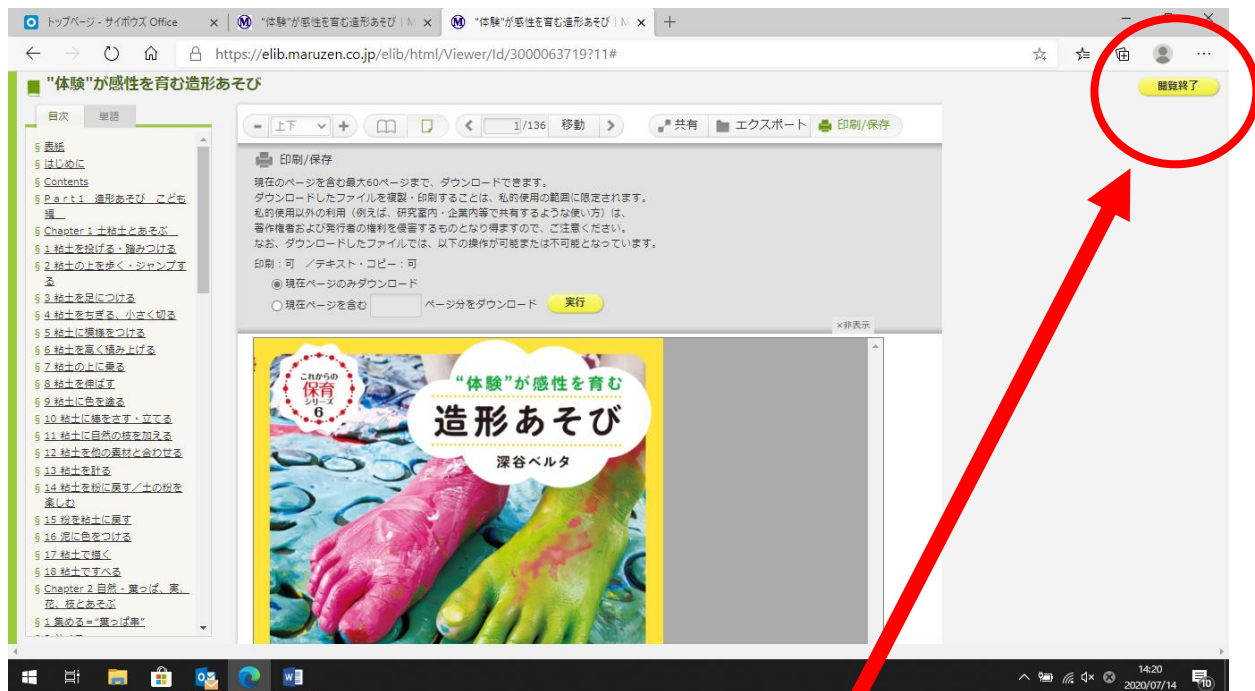 トップページ - サイボウズ Office
"体験"が感性を育む造形あそび | M
"体験"が感性を育む造形あそび | M
https://elib.maruzen.co.jp/elib/html/Viewer/Id/3000063719?11#
"体験"が感性を育む造形あそび
閲覧終了
目次 単語
- 上下 + 1/136 移動 共有 エクスポート 印刷/保存
§ 表紙
§ はじめに
§ Contents
§ Part1 造形あそび こども
編
§ Chapter 1 土粘土とあそぶ
§ 1 粘土を投げる・踏みつける
§ 2 粘土の上を歩く・ジャンプす
る
§ 3 粘土を足につける
§ 4 粘土をちぎる、小さく切る
§ 5 粘土に模様をつける
§ 6 粘土を高く積み上げる
§ 7 粘土の上に乗る
§ 8 粘土を伸ばす
§ 9 粘土に色を塗る
§ 10 粘土に棒をさす・立てる
§ 11 粘土に自然の枝を加える
§ 12 粘土を他の素材と合わせる
§ 13 粘土を計る
§ 14 粘土を粉に戻す／土の粉を
楽しむ
§ 15 粉を粘土に戻す
§ 16 泥に色をつける
§ 17 粘土で描く
§ 18 粘土ですべる
§ Chapter 2 自然・葉っぱ、実、
花、枝とあそぶ
§ 1 集める="葉っぱ串"
印刷/保存
現在のページを含む最大60ページまで、ダウンロードできます。
ダウンロードしたファイルを複製・印刷することは、私的使用の範囲に限定されます。
私的使用以外の利用（例えば、研究室内・企業内等で共有するような使い方）は、
著作権者および発行者の権利を侵害するものとなり得ますので、ご注意ください。
なお、ダウンロードしたファイルでは、以下の操作が可能または不可能となっています。
印刷：可 ／テキスト・コピー：可
現在ページのみダウンロード
現在ページを含む ページ分をダウンロード 実行
×非表示
これからの
保育
シリーズ
6
"体験"が感性を育む
造形あそび
深谷ベルタ
14:20
2020/07/14
10